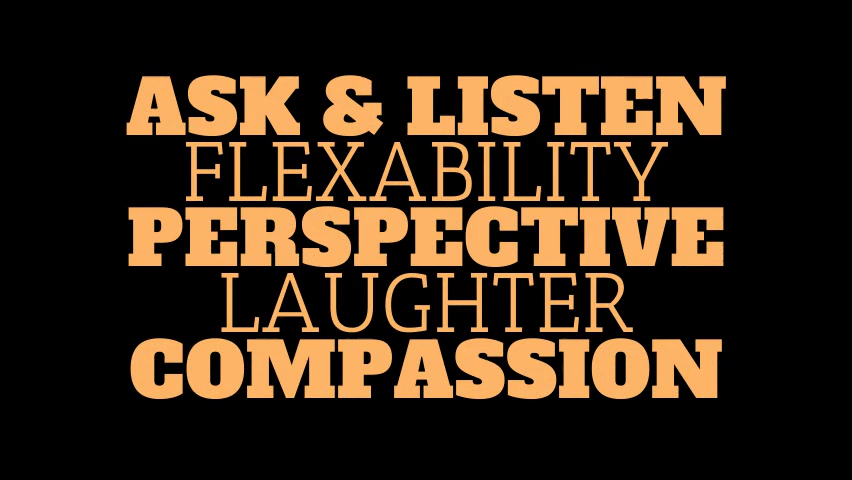 ASK & LISTEN
FLEXABILITY
PERSPECTIVE
LAUGHTER
COMPASSION